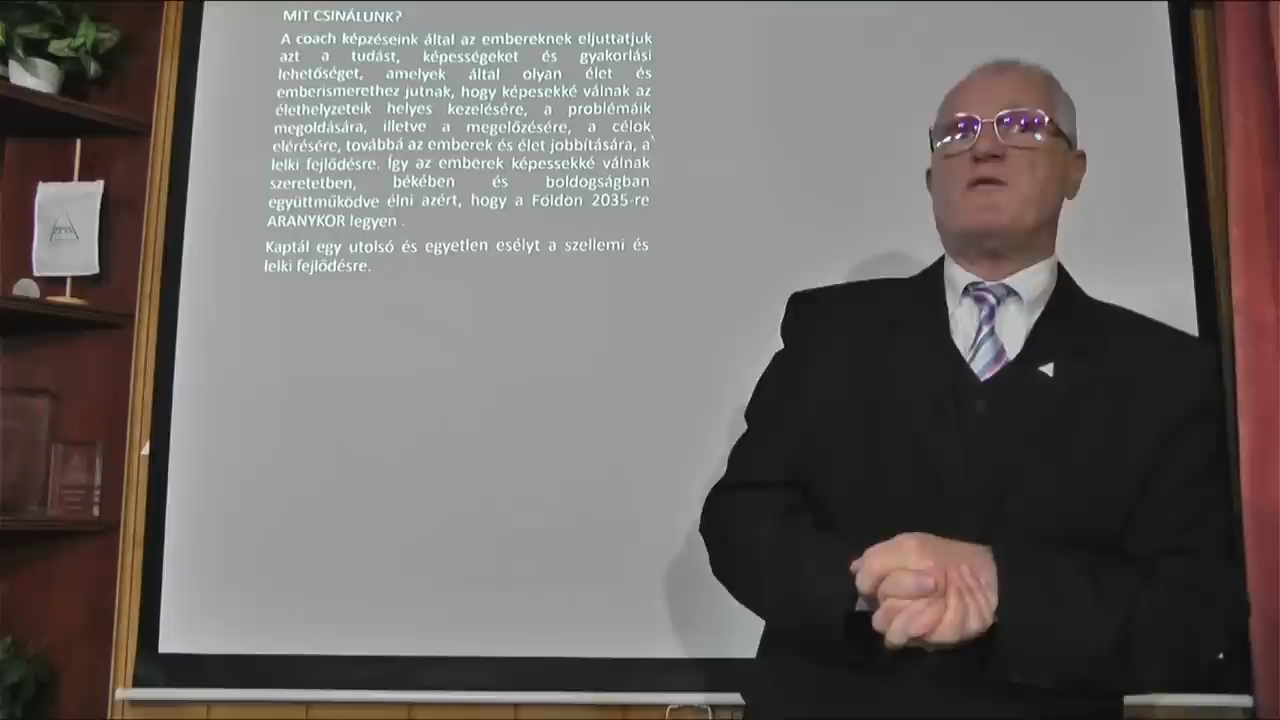 MIT CSINÁLUNK?
A coach képzéseink által az embereknek eljuttatjuk
azt a tudást, képességeket és gyakorlási
lehetőséget, amelyek által olyan élet és
emberismerethez jutnak, hogy képesekké válnak az
élethelyzeteik helyes kezelésére, a problémáik
megoldására, illetve a megelőzésére, a célok
elérésére, továbbá az emberek és élet jobbítására, a
lelki fejlődésre. Így az emberek képessekké válnak
szeretetben, békében és boldogságban
együttműködve élni azért, hogy a Földön 2035-re
ARANYKOR legyen .
Kaptál egy utolsó és egyetlen esélyt a szellemi és
lelki fejlődésre.